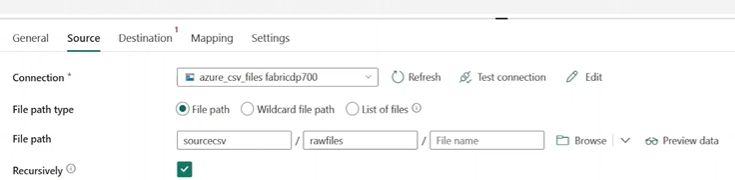 General Source Destination 1 Mapping Settings
Connection * azure_csv_files fabricdp700 Refresh Test connection Edit
File path type File path Wildcard file path List of files
File path sourcecsv / rawfiles / File name Browse Preview data
Recursively